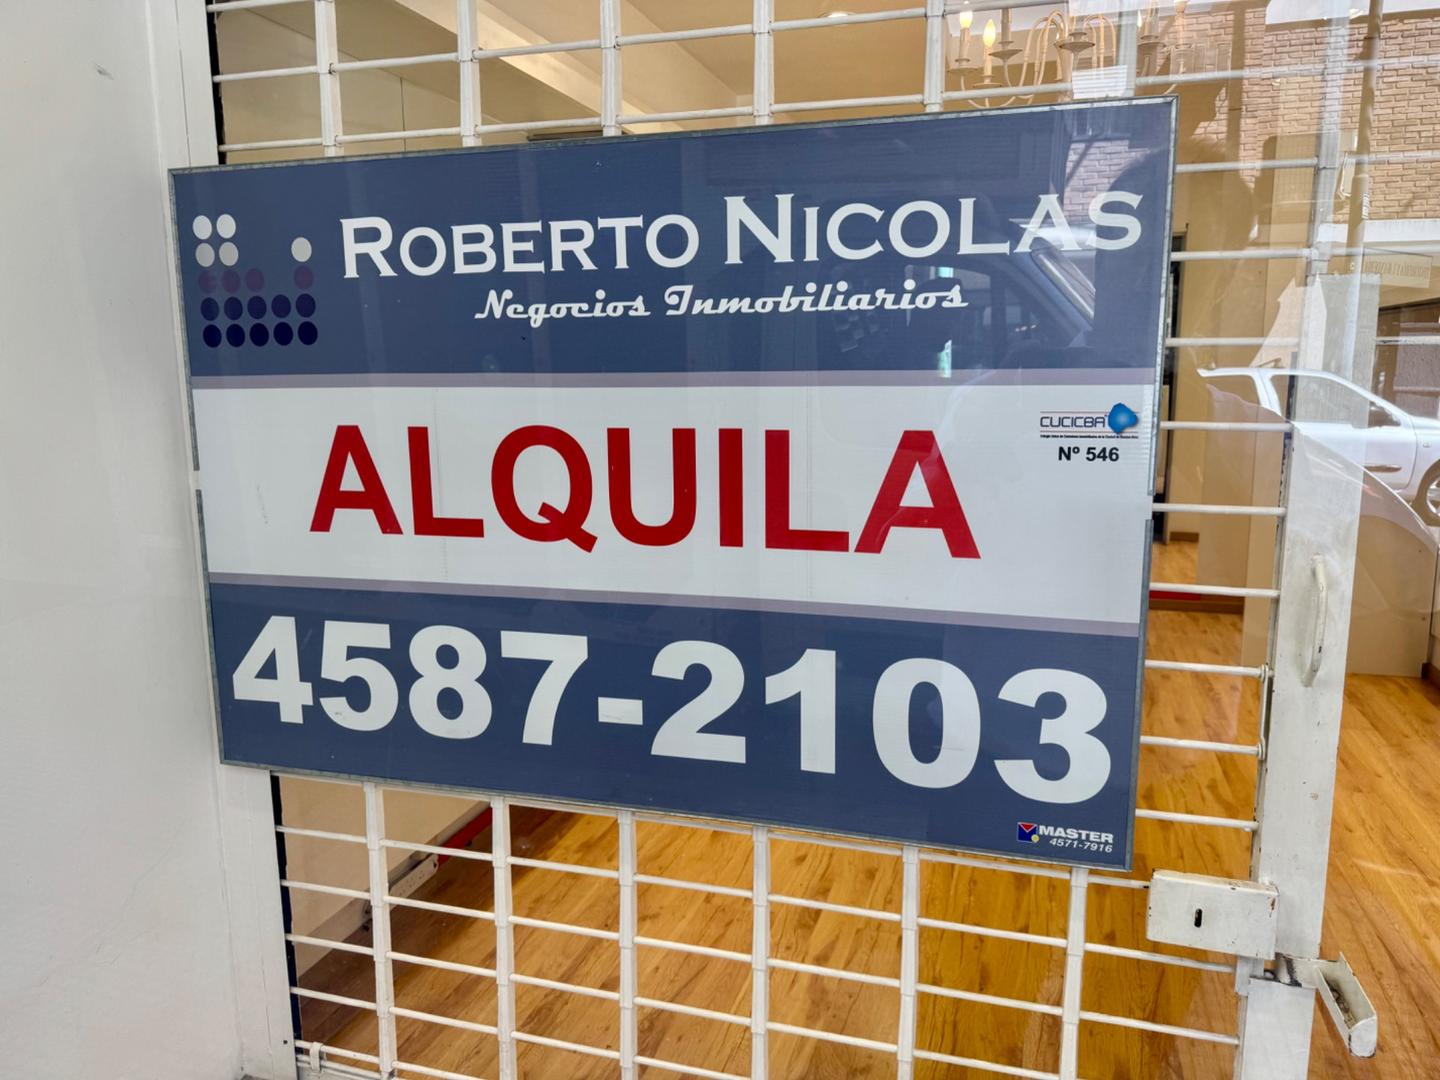 ROBERTO NICOLAS
Negocios Inmobiliarios
ALQUILA
CUCICBA
Nº 546
4587-2103
MASTER
4571-7916